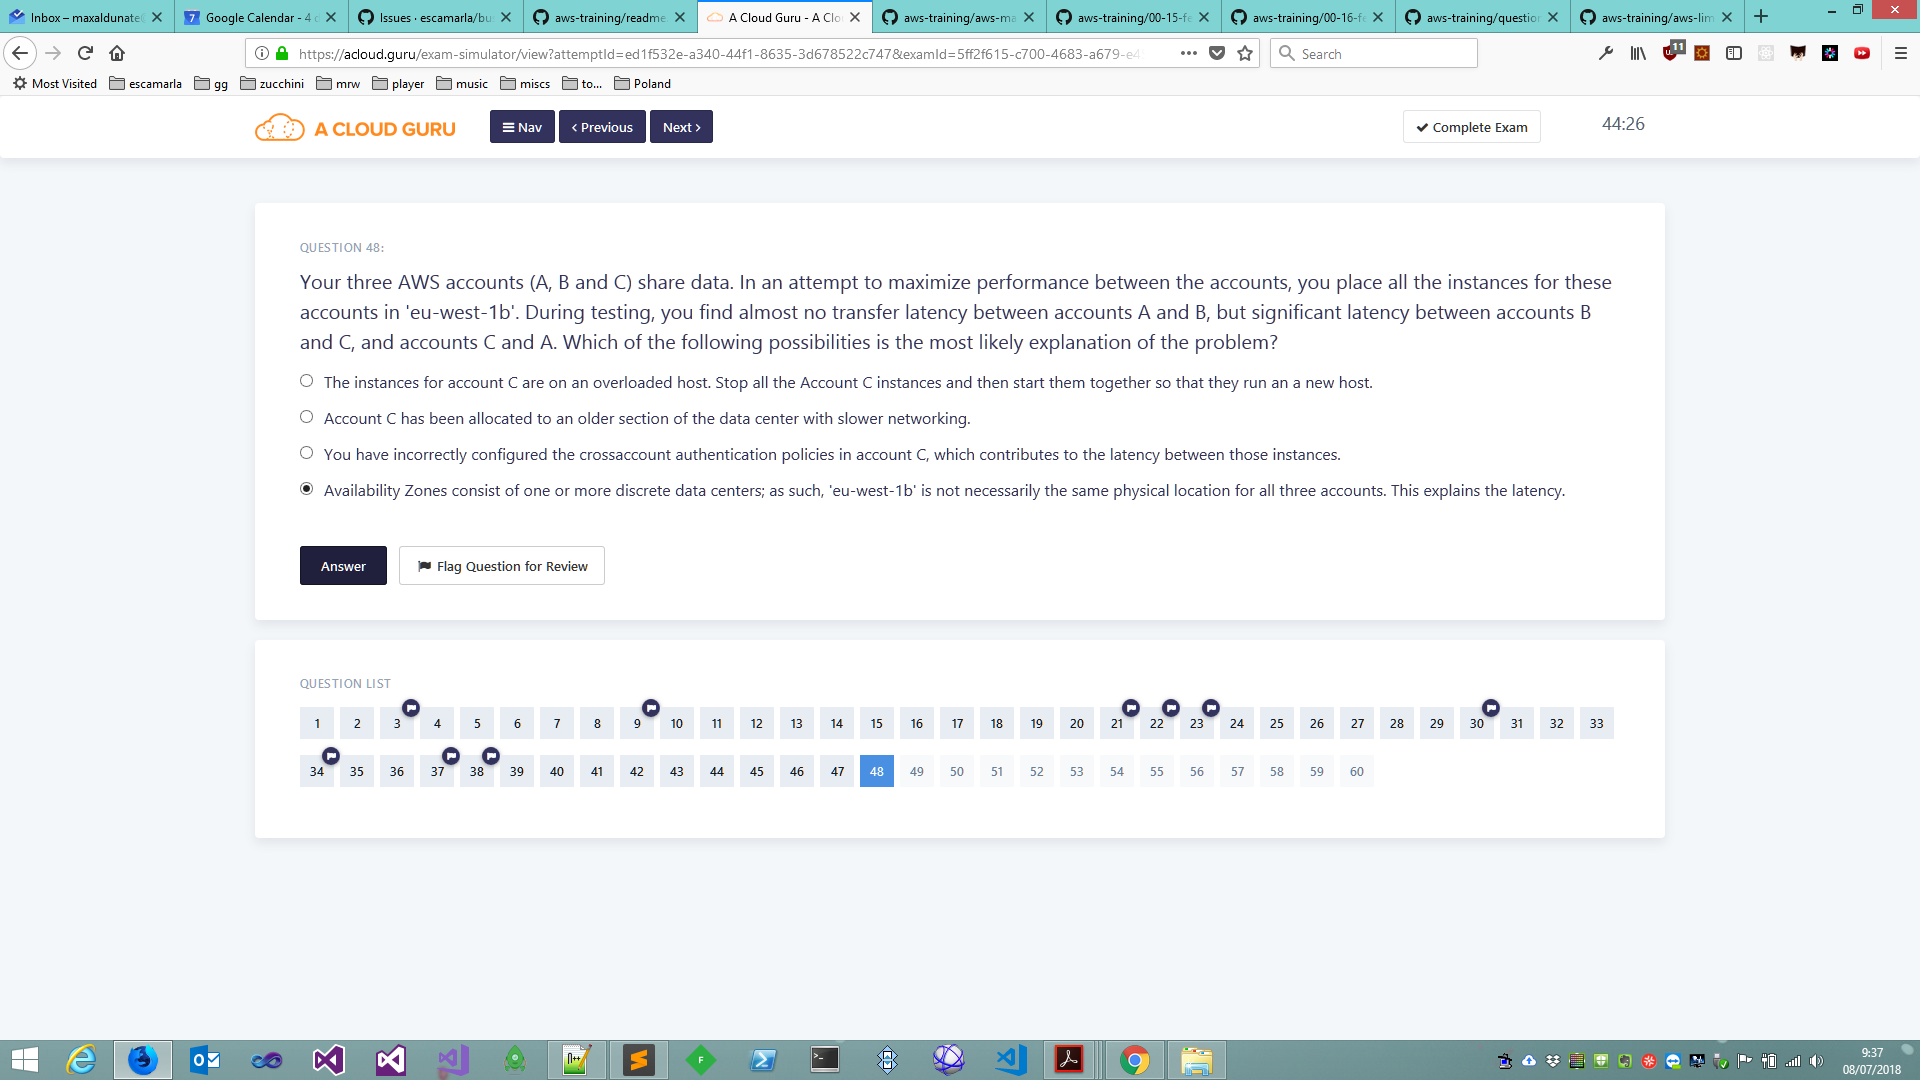 Inbox – maxaldunate
Google Calendar - 4
Issues · escamarla/bu
aws-training/readme
A Cloud Guru - A Clo
aws-training/aws-ma
aws-training/00-15-fe
aws-training/00-16-fe
aws-training/question
aws-training/aws-lim
https://acloud.guru/exam-simulator/view?attemptId=ed1f532e-a340-44f1-8635-3d678522c747&examId=5ff2f615-c700-4683-a679-e4
Search
11
Most Visited
escamarla
gg
zucchini
mrw
player
music
miscs
to...
Poland
A CLOUD GURU
Nav
Previous
Next
Complete Exam
44:26
QUESTION 48:
Your three AWS accounts (A, B and C) share data. In an attempt to maximize performance between the accounts, you place all the instances for these
accounts in 'eu-west-1b'. During testing, you find almost no transfer latency between accounts A and B, but significant latency between accounts B
and C, and accounts C and A. Which of the following possibilities is the most likely explanation of the problem?
The instances for account C are on an overloaded host. Stop all the Account C instances and then start them together so that they run an a new host.
Account C has been allocated to an older section of the data center with slower networking.
You have incorrectly configured the crossaccount authentication policies in account C, which contributes to the latency between those instances.
Availability Zones consist of one or more discrete data centers; as such, 'eu-west-1b' is not necessarily the same physical location for all three accounts. This explains the latency.
Answer
Flag Question for Review
QUESTION LIST
1 2 3 4 5 6 7 8 9 10 11 12 13 14 15 16 17 18 19 20 21 22 23 24 25 26 27 28 29 30 31 32 33
34 35 36 37 38 39 40 41 42 43 44 45 46 47 48 49 50 51 52 53 54 55 56 57 58 59 60
9:37
08/07/2018